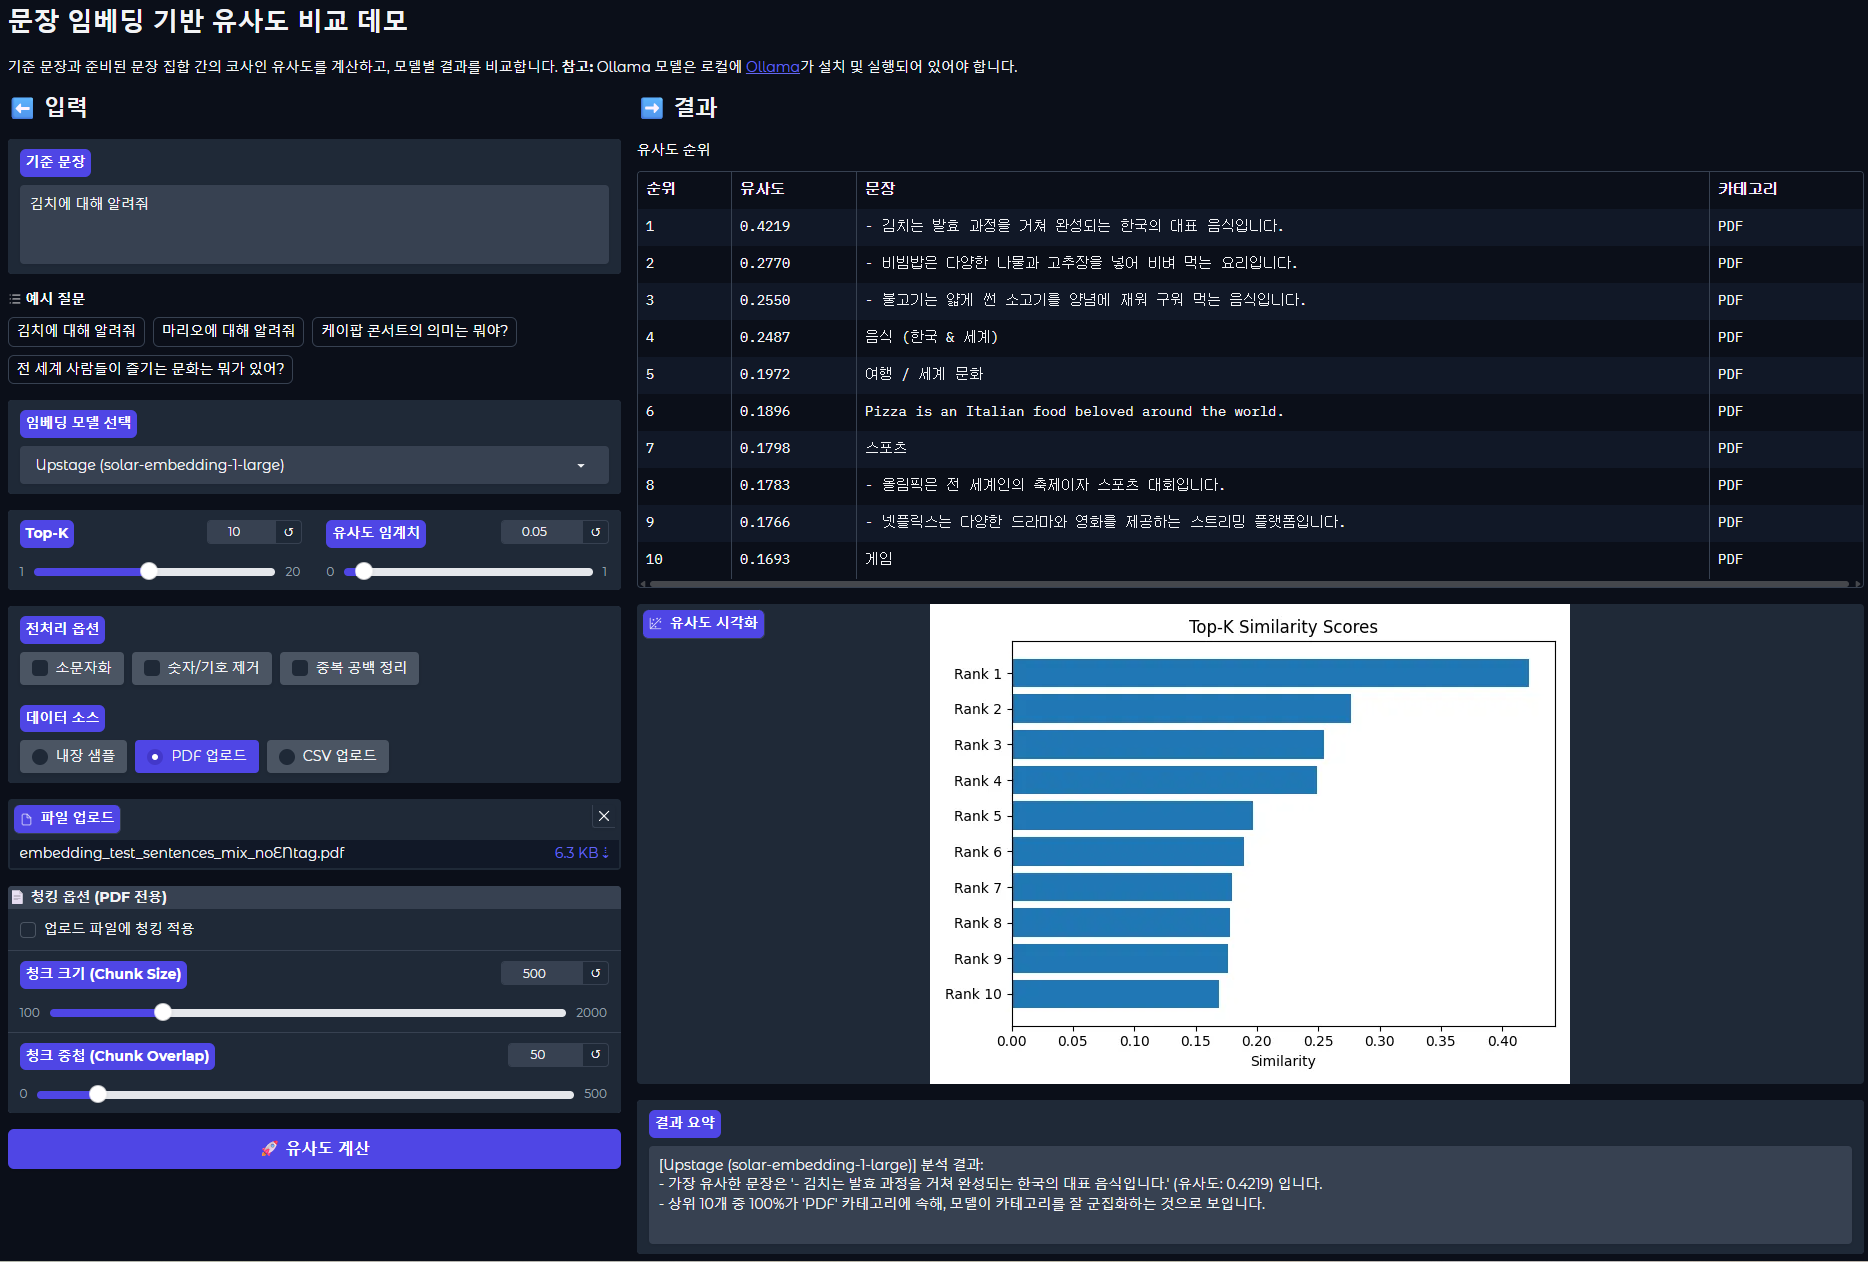 문장 임베딩 기반 유사도 비교 데모
기준 문장과 준비된 문장 집합 간의 코사인 유사도를 계산하고, 모델별 결과를 비교합니다. 참고: Ollama 모델은 로컬에 Ollama가 설치 및 실행되어 있어야 합니다.
입력
기준 문장
김치에 대해 알려줘
예시 질문
김치에 대해 알려줘 마리오에 대해 알려줘 케이팝 콘서트의 의미는 뭐야?
전 세계 사람들이 즐기는 문화는 뭐가 있어?
임베딩 모델 선택
Upstage (solar-embedding-1-large)
Top-K 10 유사도 임계치 0.05
1 20 0 1
전처리 옵션
소문자화 숫자/기호 제거 중복 공백 정리
데이터 소스
내장 샘플 PDF 업로드 CSV 업로드
파일 업로드
embedding_test_sentences_mix_noENtag.pdf 6.3 KB ⇣
청킹 옵션 (PDF 전용)
업로드 파일에 청킹 적용
청크 크기 (Chunk Size) 500
100 2000
청크 중첩 (Chunk Overlap) 50
0 500
🚀 유사도 계산
결과
유사도 순위
순위 유사도 문장 카테고리
1 0.4219 - 김치는 발효 과정을 거쳐 완성되는 한국의 대표 음식입니다. PDF
2 0.2770 - 비빔밥은 다양한 나물과 고추장을 넣어 비벼 먹는 요리입니다. PDF
3 0.2550 - 불고기는 얇게 썬 소고기를 양념에 재워 구워 먹는 음식입니다. PDF
4 0.2487 음식 (한국 & 세계) PDF
5 0.1972 여행 / 세계 문화 PDF
6 0.1896 Pizza is an Italian food beloved around the world. PDF
7 0.1798 스포츠 PDF
8 0.1783 - 올림픽은 전 세계인의 축제이자 스포츠 대회입니다. PDF
9 0.1766 - 넷플릭스는 다양한 드라마와 영화를 제공하는 스트리밍 플랫폼입니다. PDF
10 0.1693 게임 PDF
유사도 시각화
Top-K Similarity Scores
Rank 1
Rank 2
Rank 3
Rank 4
Rank 5
Rank 6
Rank 7
Rank 8
Rank 9
Rank 10
0.00 0.05 0.10 0.15 0.20 0.25 0.30 0.35 0.40
Similarity
결과 요약
[Upstage (solar-embedding-1-large)] 분석 결과:
- 가장 유사한 문장은 '- 김치는 발효 과정을 거쳐 완성되는 한국의 대표 음식입니다.' (유사도: 0.4219) 입니다.
- 상위 10개 중 100%가 'PDF' 카테고리에 속해, 모델이 카테고리를 잘 군집화하는 것으로 보입니다.